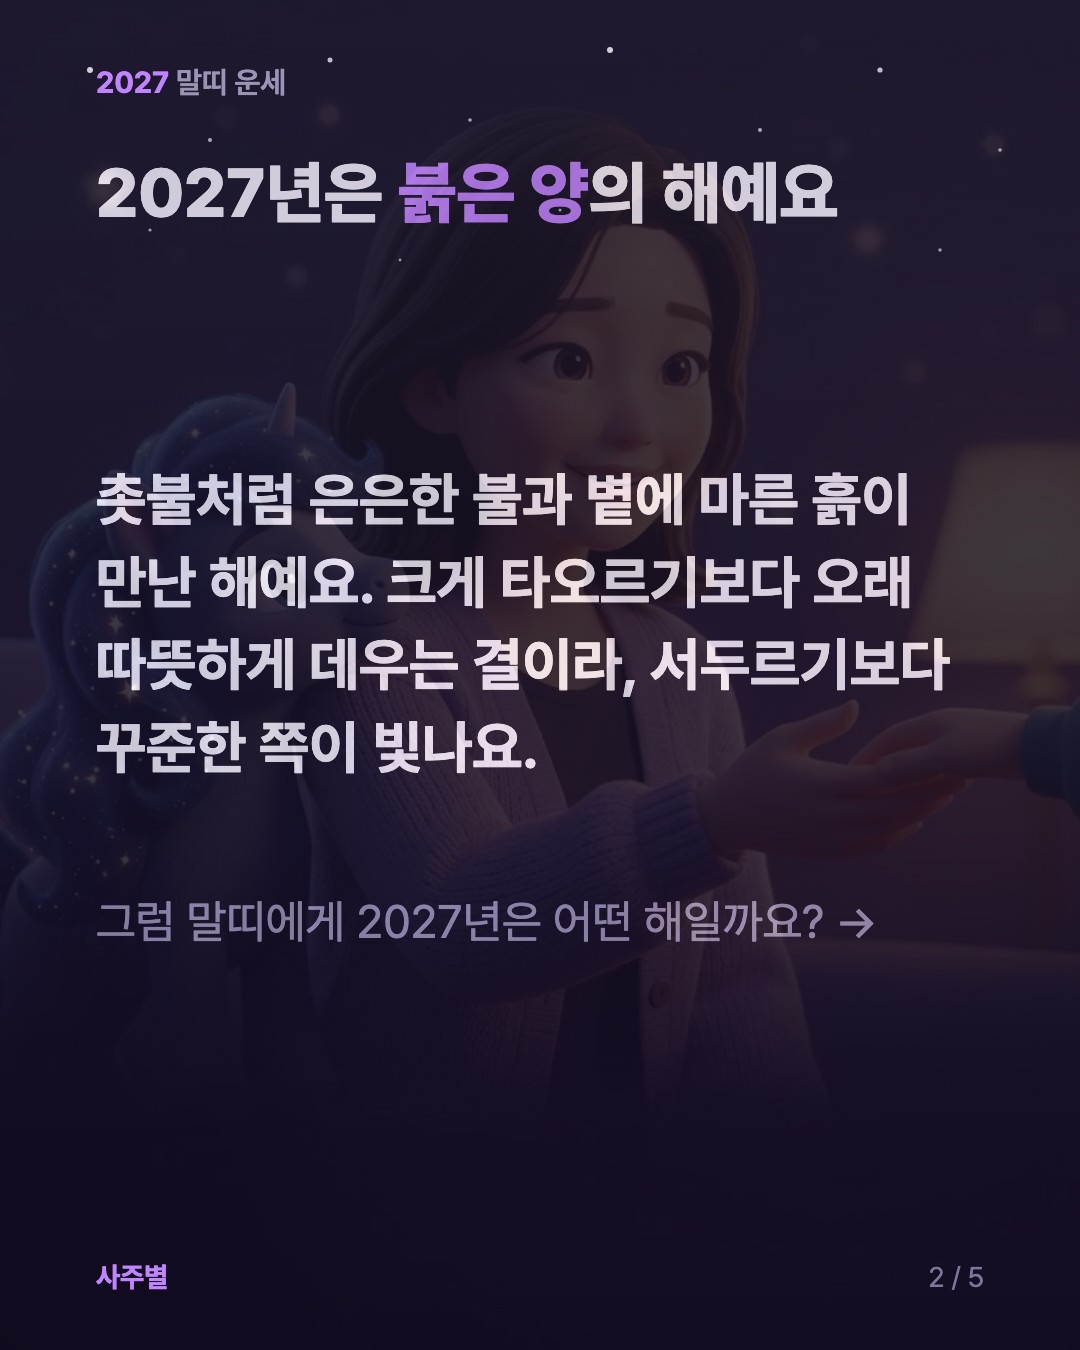 2027 말띠 운세
2027년은 붉은 양의 해예요
촛불처럼 은은한 불과 볕에 마른 흙이
만난 해예요. 크게 타오르기보다 오래
따뜻하게 데우는 결이라, 서두르기보다
꾸준한 쪽이 빛나요.
그럼 말띠에게 2027년은 어떤 해일까요? →
사주별
2 / 5